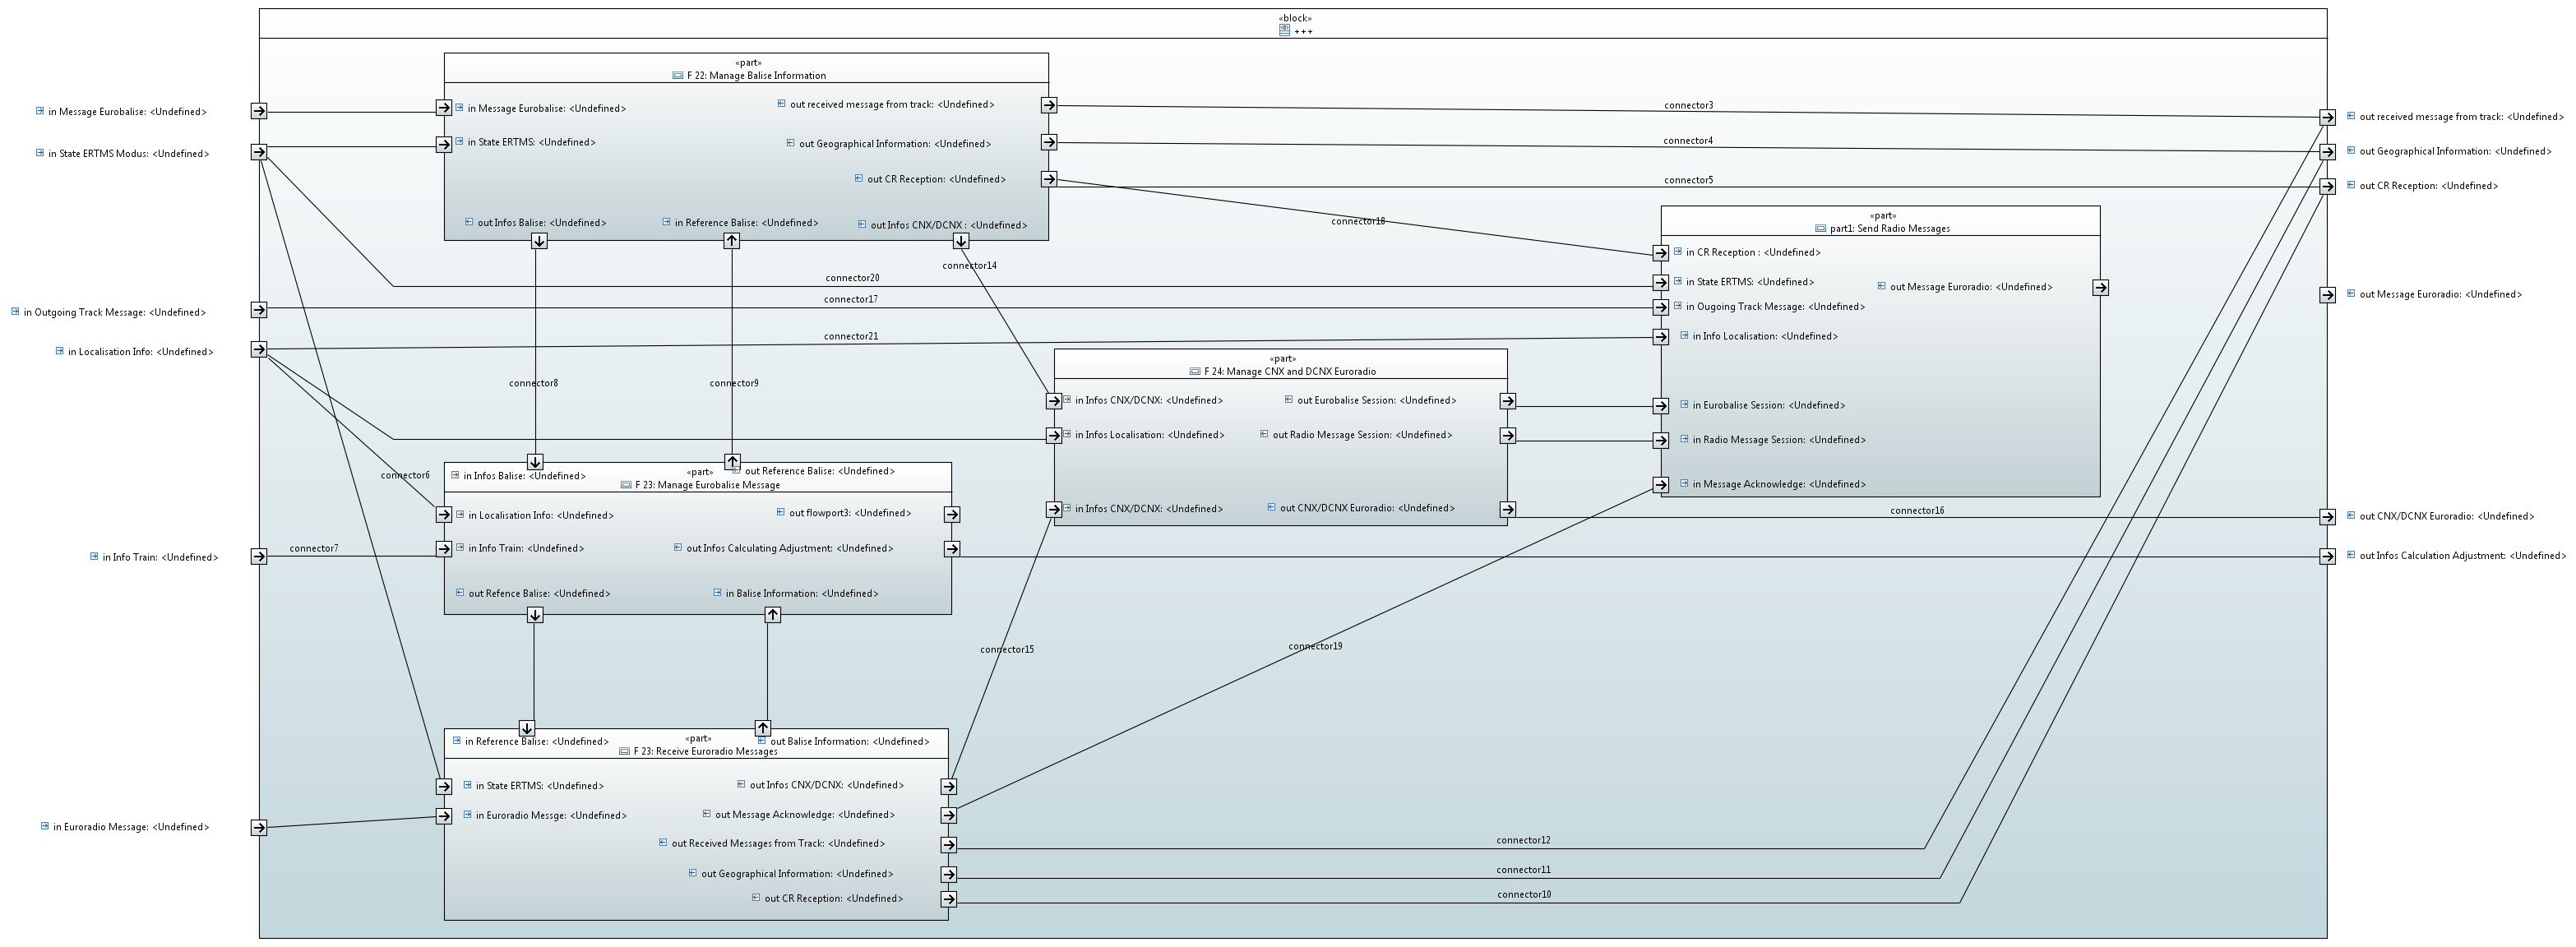 «block»
+++
«part»
F 22: Manage Balise Information
in Message Eurobalise: <Undefined>
in State ERTMS Modus: <Undefined>
in Outgoing Track Message: <Undefined>
in Localisation Info: <Undefined>
in Info Train: <Undefined>
in Euroradio Message: <Undefined>
in Message Eurobalise: <Undefined>
out received message from track: <Undefined>
in State ERTMS: <Undefined>
out Geographical Information: <Undefined>
out CR Reception: <Undefined>
out Infos Balise: <Undefined>
in Reference Balise: <Undefined>
out Infos CNX/DCNX : <Undefined>
connector3
connector4
connector5
connector18
connector14
connector20
connector17
connector21
connector8
connector9
connector6
connector7
«part»
part1: Send Radio Messages
in CR Reception : <Undefined>
in State ERTMS: <Undefined>
out Message Euroradio: <Undefined>
in Ougoing Track Message: <Undefined>
in Info Localisation: <Undefined>
in Eurobalise Session: <Undefined>
in Radio Message Session: <Undefined>
in Message Acknowledge: <Undefined>
«part»
F 24: Manage CNX and DCNX Euroradio
in Infos CNX/DCNX: <Undefined>
out Eurobalise Session: <Undefined>
in Infos Localisation: <Undefined>
out Radio Message Session: <Undefined>
in Infos CNX/DCNX: <Undefined>
out CNX/DCNX Euroradio: <Undefined>
connector16
in Infos Balise: <Undefined>
«part»
out Reference Balise: <Undefined>
F 23: Manage Eurobalise Message
in Localisation Info: <Undefined>
out flowport3: <Undefined>
in Info Train: <Undefined>
out Infos Calculating Adjustment: <Undefined>
out Refence Balise: <Undefined>
in Balise Information: <Undefined>
connector15
connector19
in Reference Balise: <Undefined>
«part»
out Balise Information: <Undefined>
F 23: Receive Euroradio Messages
in State ERTMS: <Undefined>
out Infos CNX/DCNX: <Undefined>
in Euroradio Messge: <Undefined>
out Message Acknowledge: <Undefined>
out Received Messages from Track: <Undefined>
out Geographical Information: <Undefined>
out CR Reception: <Undefined>
connector12
connector11
connector10
out received message from track: <Undefined>
out Geographical Information: <Undefined>
out CR Reception: <Undefined>
out Message Euroradio: <Undefined>
out CNX/DCNX Euroradio: <Undefined>
out Infos Calculation Adjustment: <Undefined>